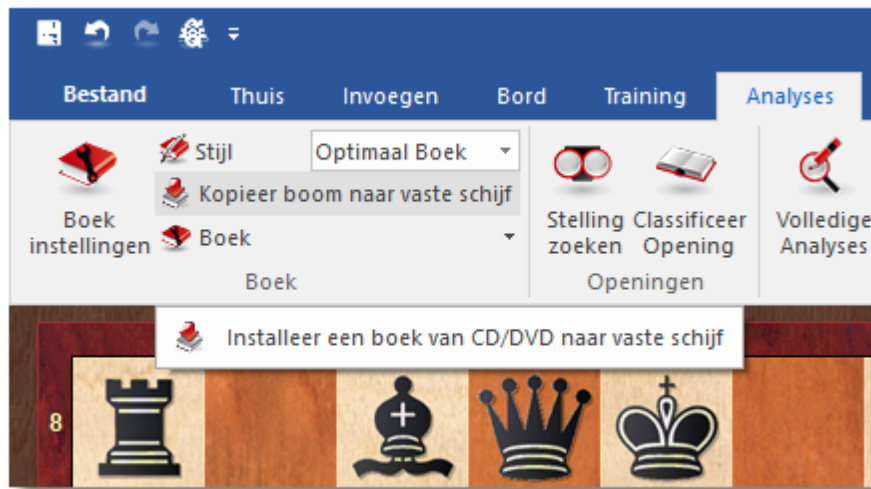 Bestand Thuis Invoegen Bord Training Analyses
Stijl Optimaal Boek
Kopieer boom naar vaste schijf
Boek
Boek
instellingen
Boek
Stelling
zoeken
Classificeer
Opening
Openingen
Volledige
Analyses
Installeer een boek van CD/DVD naar vaste schijf
8